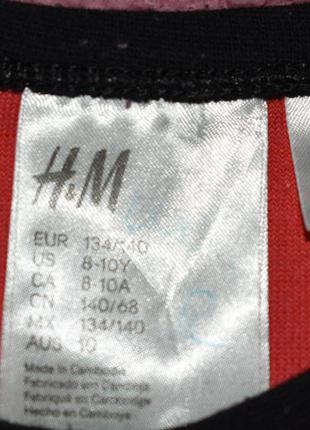 H&M
EUR 134/140
US 8-10Y
CA 8-10A
CN 140/68
MX 134/140
AUS 10
Made in Cambodia
Fabricado en Camboya
Fabriqué en Cambodge
Hecho en Camboya